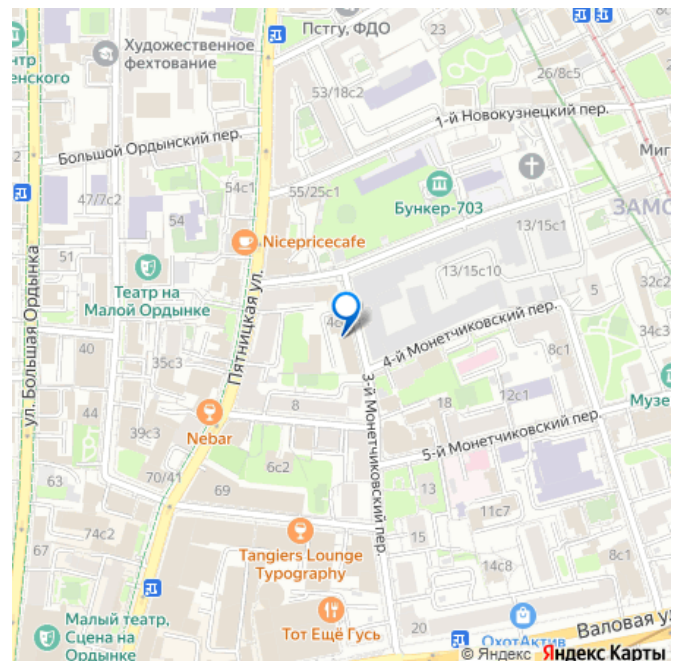 Пстгу, ФДО
23
нтр
енского
Художественное
фехтование
26/8с5
53/18с2
1-й Новокузнецкий пер.
Большой Ордынский пер.
Миг
47/7с2
54с1
55/25с1
Бункер-703
ЗАМО
54
13/15с1
Nicepricecafe
51
13/15с10
32с2
Театр на
Малой Ордынке
5
ул. Большая Ордынка
Пятницкая ул.
4-й Монетчиковский пер.
34с3
40
35с3
8с1
3-й Монетчиковский пер.
12с1
Музе
8
18
44
Nebar
39с3
5-й Монетчиковский пер.
6с2
63
70/41
69
13
11с7
74с2
15
67
Tangiers Lounge
Typography
14с8
8с1
Малый театр,
Сцена на
Ордынке
Тот Ещё Гусь
20
ОхотАктив
Валовая у
© Яндекс Яндекс Карты